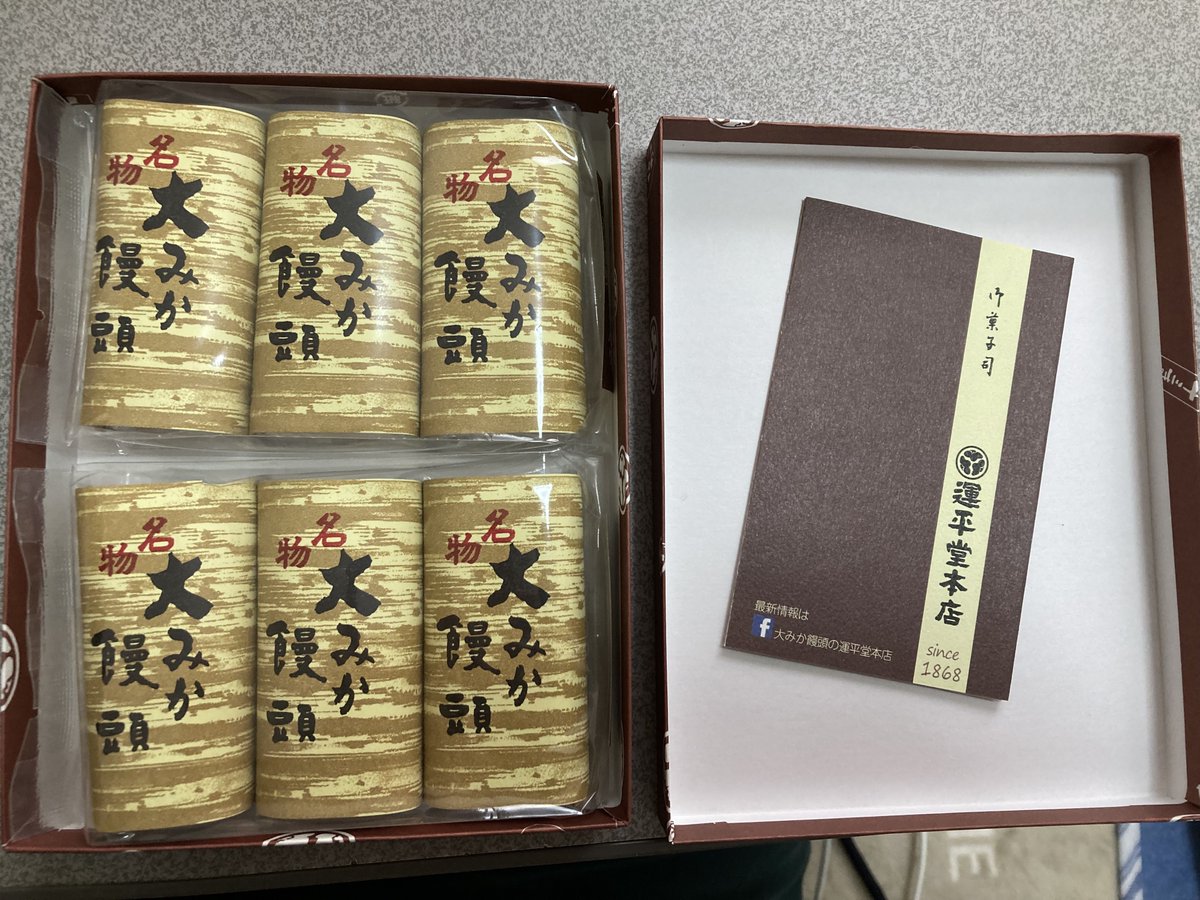 名物
大みか
饅頭
名物
大みか
饅頭
名物
大みか
饅頭
名物
大みか
饅頭
名物
大みか
饅頭
名物
大みか
饅頭
御菓子司
運平堂本店
since
1868
最新情報は
f 大みか饅頭の運平堂本店